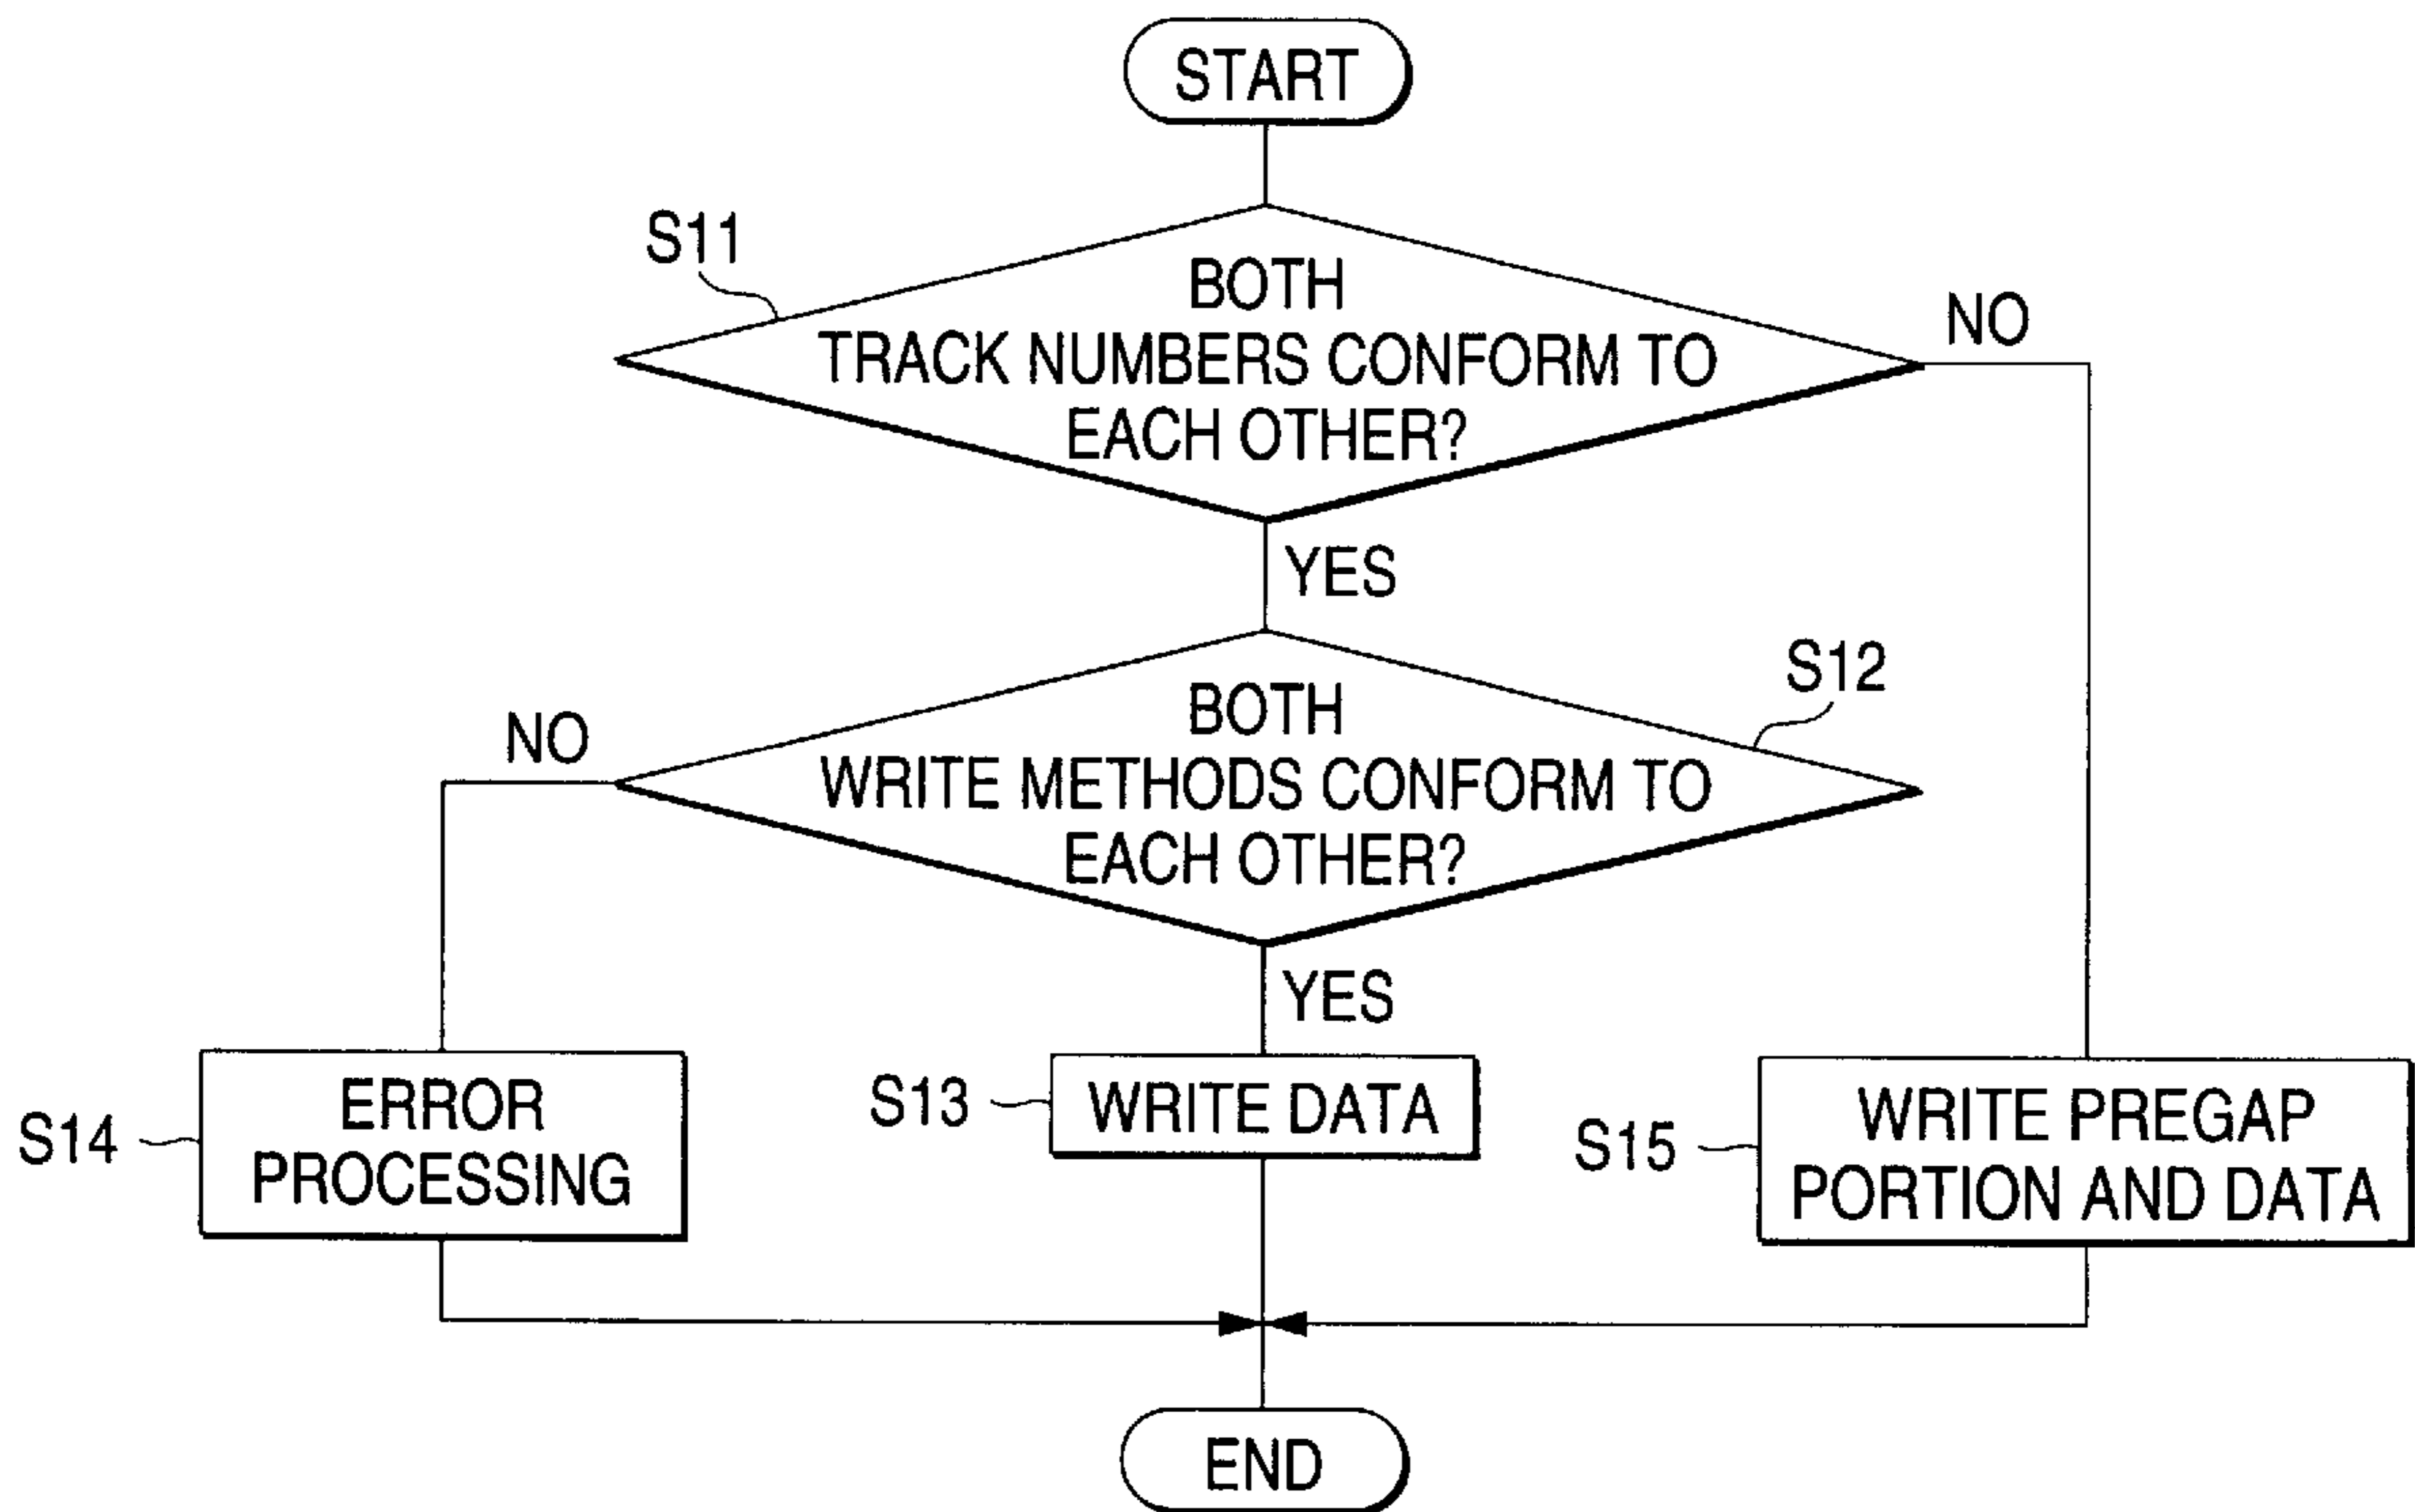 START
S11
BOTH
TRACK NUMBERS CONFORM TO
EACH OTHER?
NO
YES
S12
BOTH
WRITE METHODS CONFORM TO
EACH OTHER?
NO
YES
S14
ERROR
PROCESSING
S13
WRITE DATA
S15
WRITE PREGAP
PORTION AND DATA
END